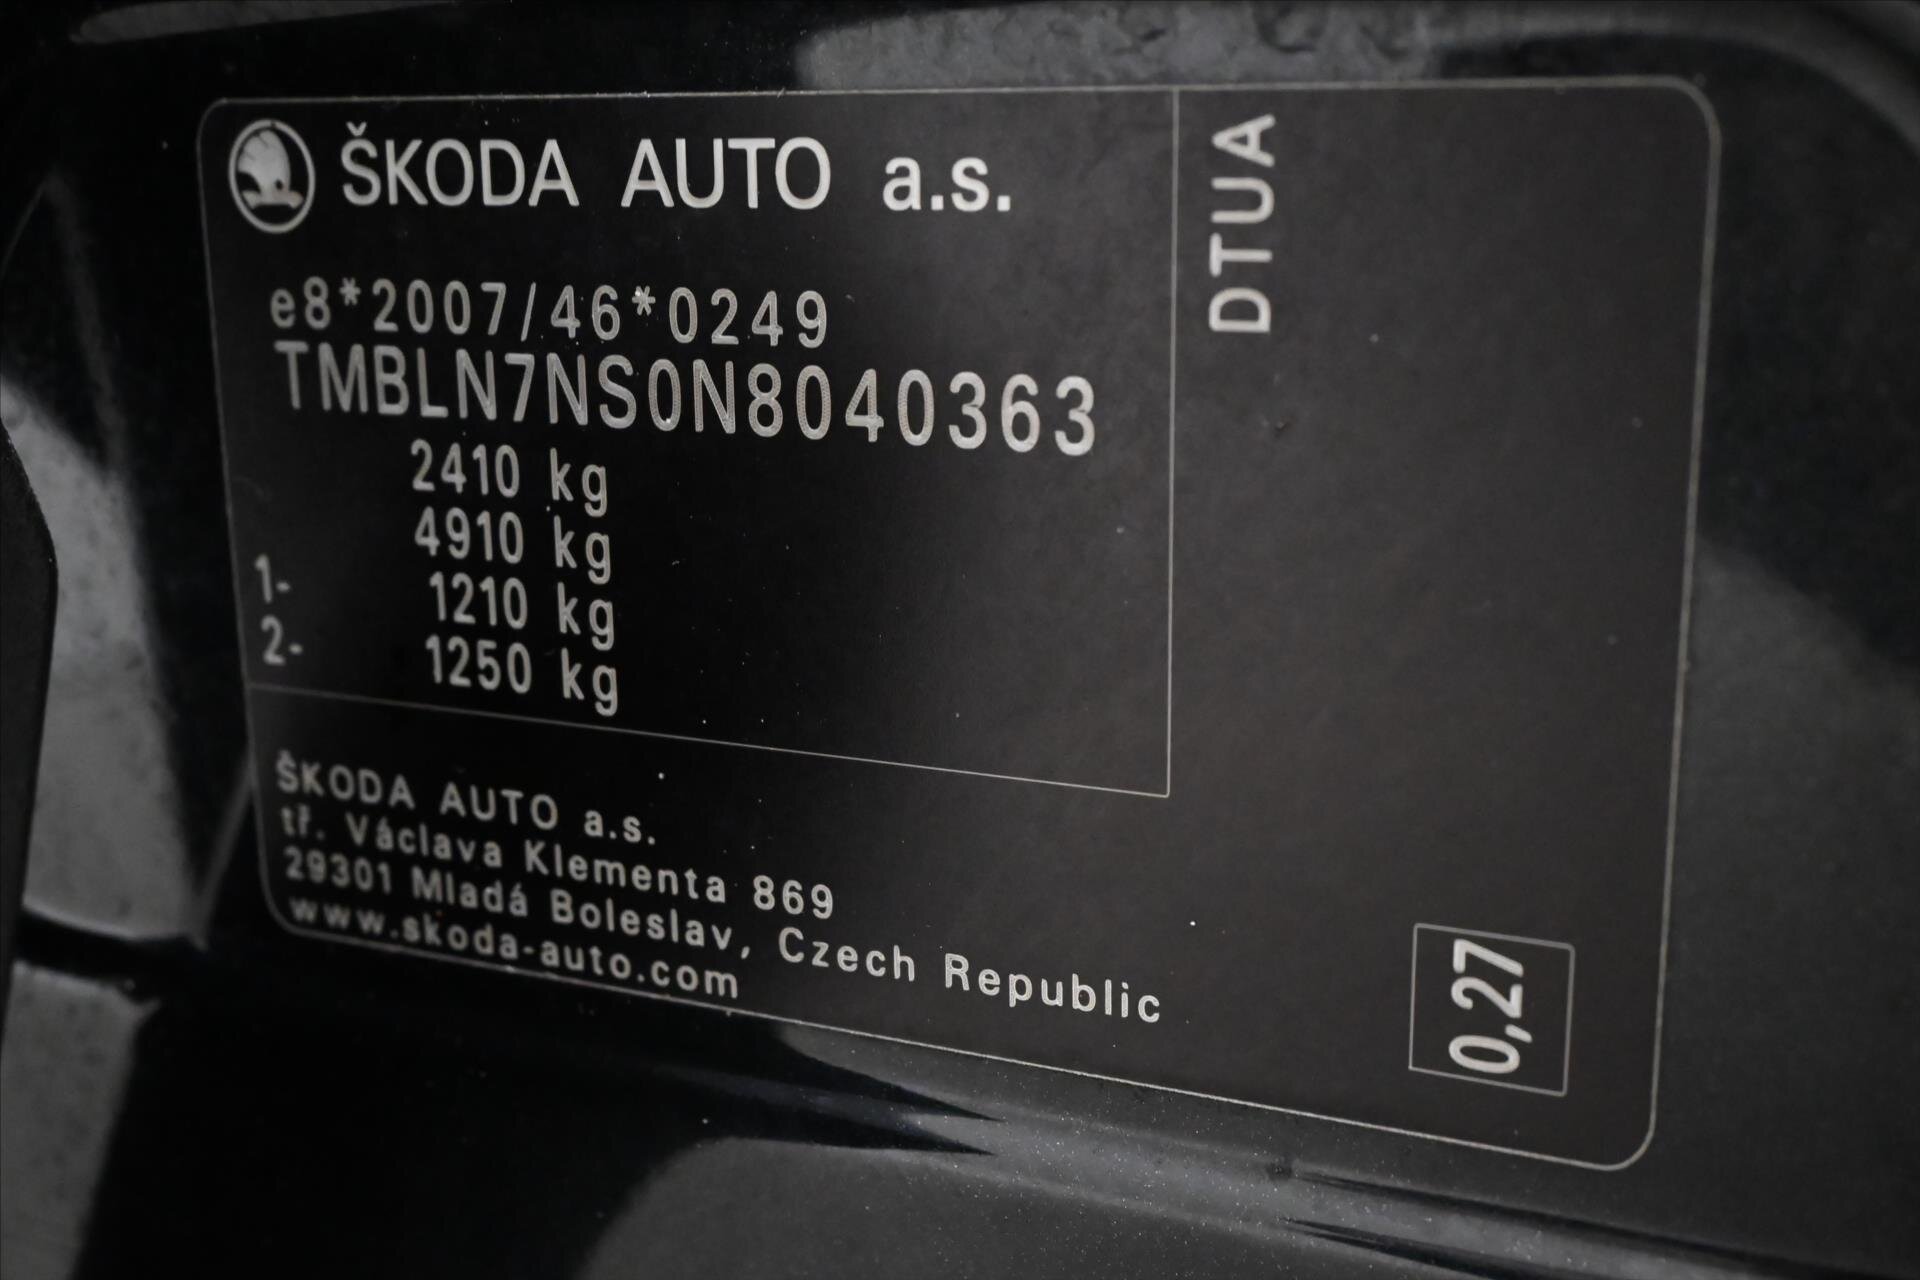 ŠKODA AUTO a.s.
e8*2007/46*0249
TMBLN7NS0N8040363
2410 kg
4910 kg
1- 1210 kg
2- 1250 kg
DTUA
ŠKODA AUTO a.s.
tř. Václava Klementa 869
29301 Mladá Boleslav, Czech Republic
www.skoda-auto.com
0,27